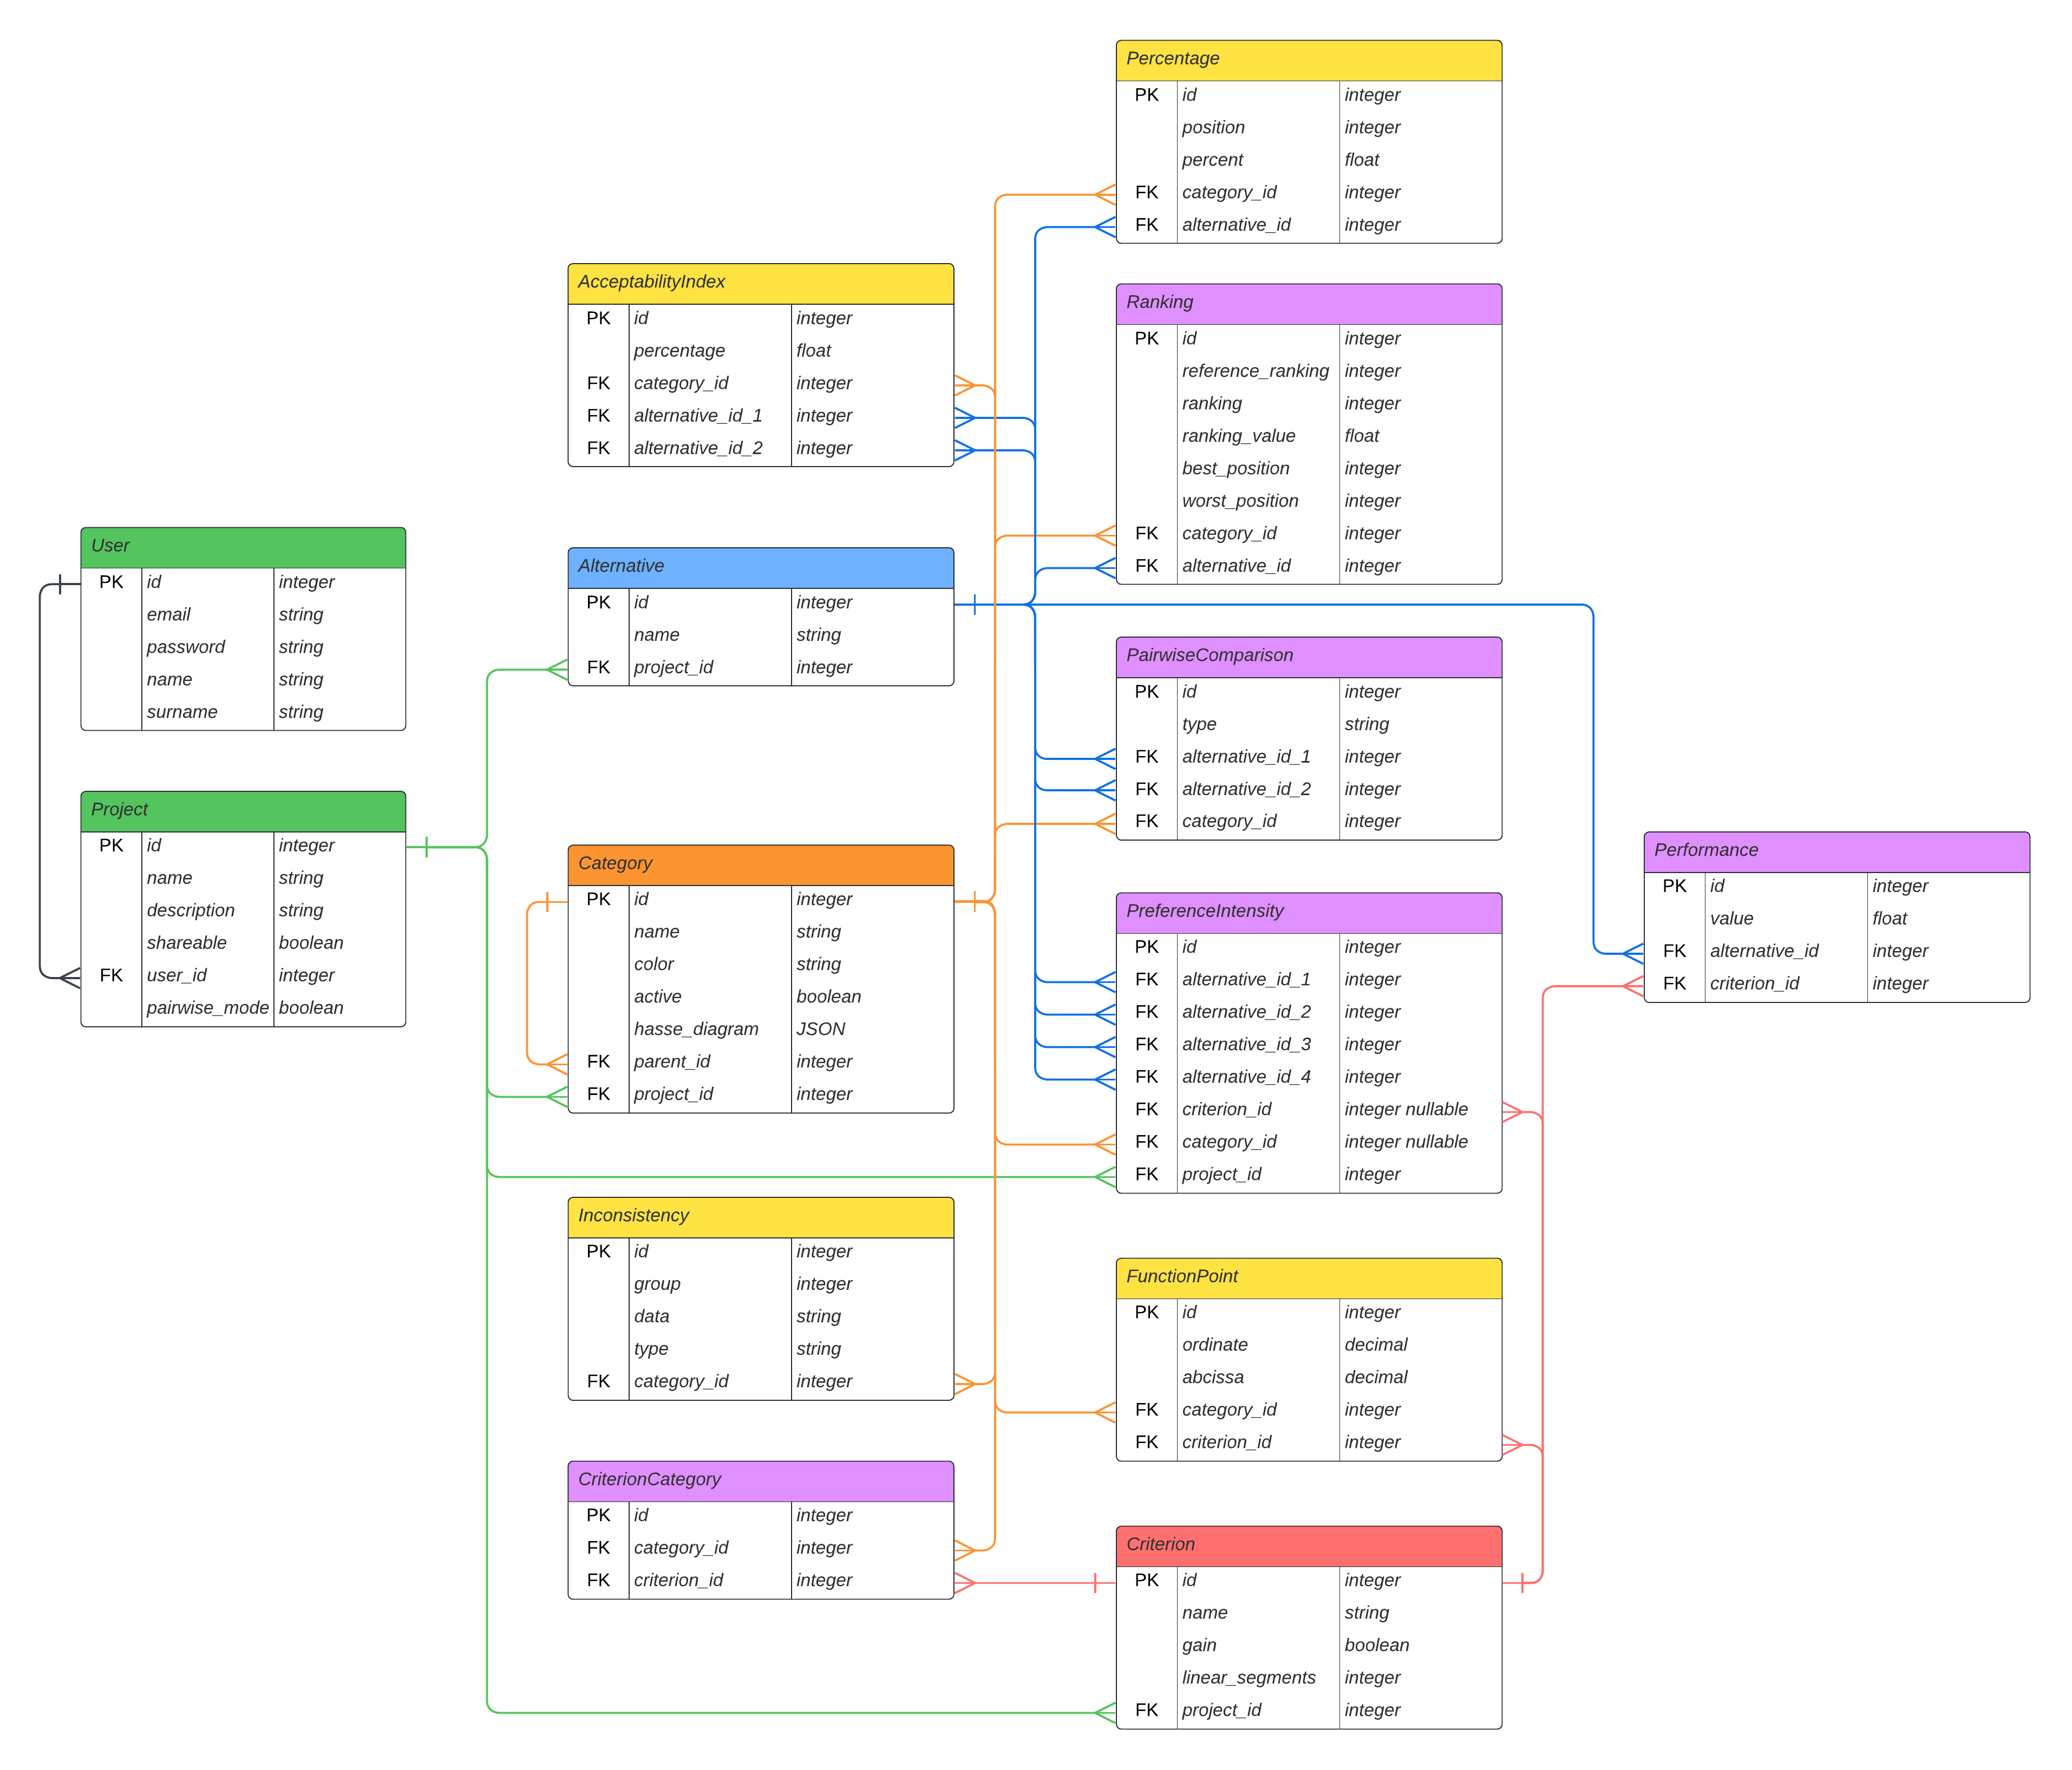 Percentage
PK id integer
position integer
percent float
FK category_id integer
FK alternative_id integer
AcceptabilityIndex
PK id integer
percentage float
FK category_id integer
FK alternative_id_1 integer
FK alternative_id_2 integer
Ranking
PK id integer
reference_ranking integer
ranking integer
ranking_value float
best_position integer
worst_position integer
FK category_id integer
FK alternative_id integer
User
PK id integer
email string
password string
name string
surname string
Alternative
PK id integer
name string
FK project_id integer
PairwiseComparison
PK id integer
type string
FK alternative_id_1 integer
FK alternative_id_2 integer
FK category_id integer
Project
PK id integer
name string
description string
shareable boolean
FK user_id integer
pairwise_mode boolean
Category
PK id integer
name string
color string
active boolean
hasse_diagram JSON
FK parent_id integer
FK project_id integer
PreferenceIntensity
PK id integer
FK alternative_id_1 integer
FK alternative_id_2 integer
FK alternative_id_3 integer
FK alternative_id_4 integer
FK criterion_id integer nullable
FK category_id integer nullable
FK project_id integer
Performance
PK id integer
value float
FK alternative_id integer
FK criterion_id integer
Inconsistency
PK id integer
group integer
data string
type string
FK category_id integer
FunctionPoint
PK id integer
ordinate decimal
abcissa decimal
FK category_id integer
FK criterion_id integer
CriterionCategory
PK id integer
FK category_id integer
FK criterion_id integer
Criterion
PK id integer
name string
gain boolean
linear_segments integer
FK project_id integer